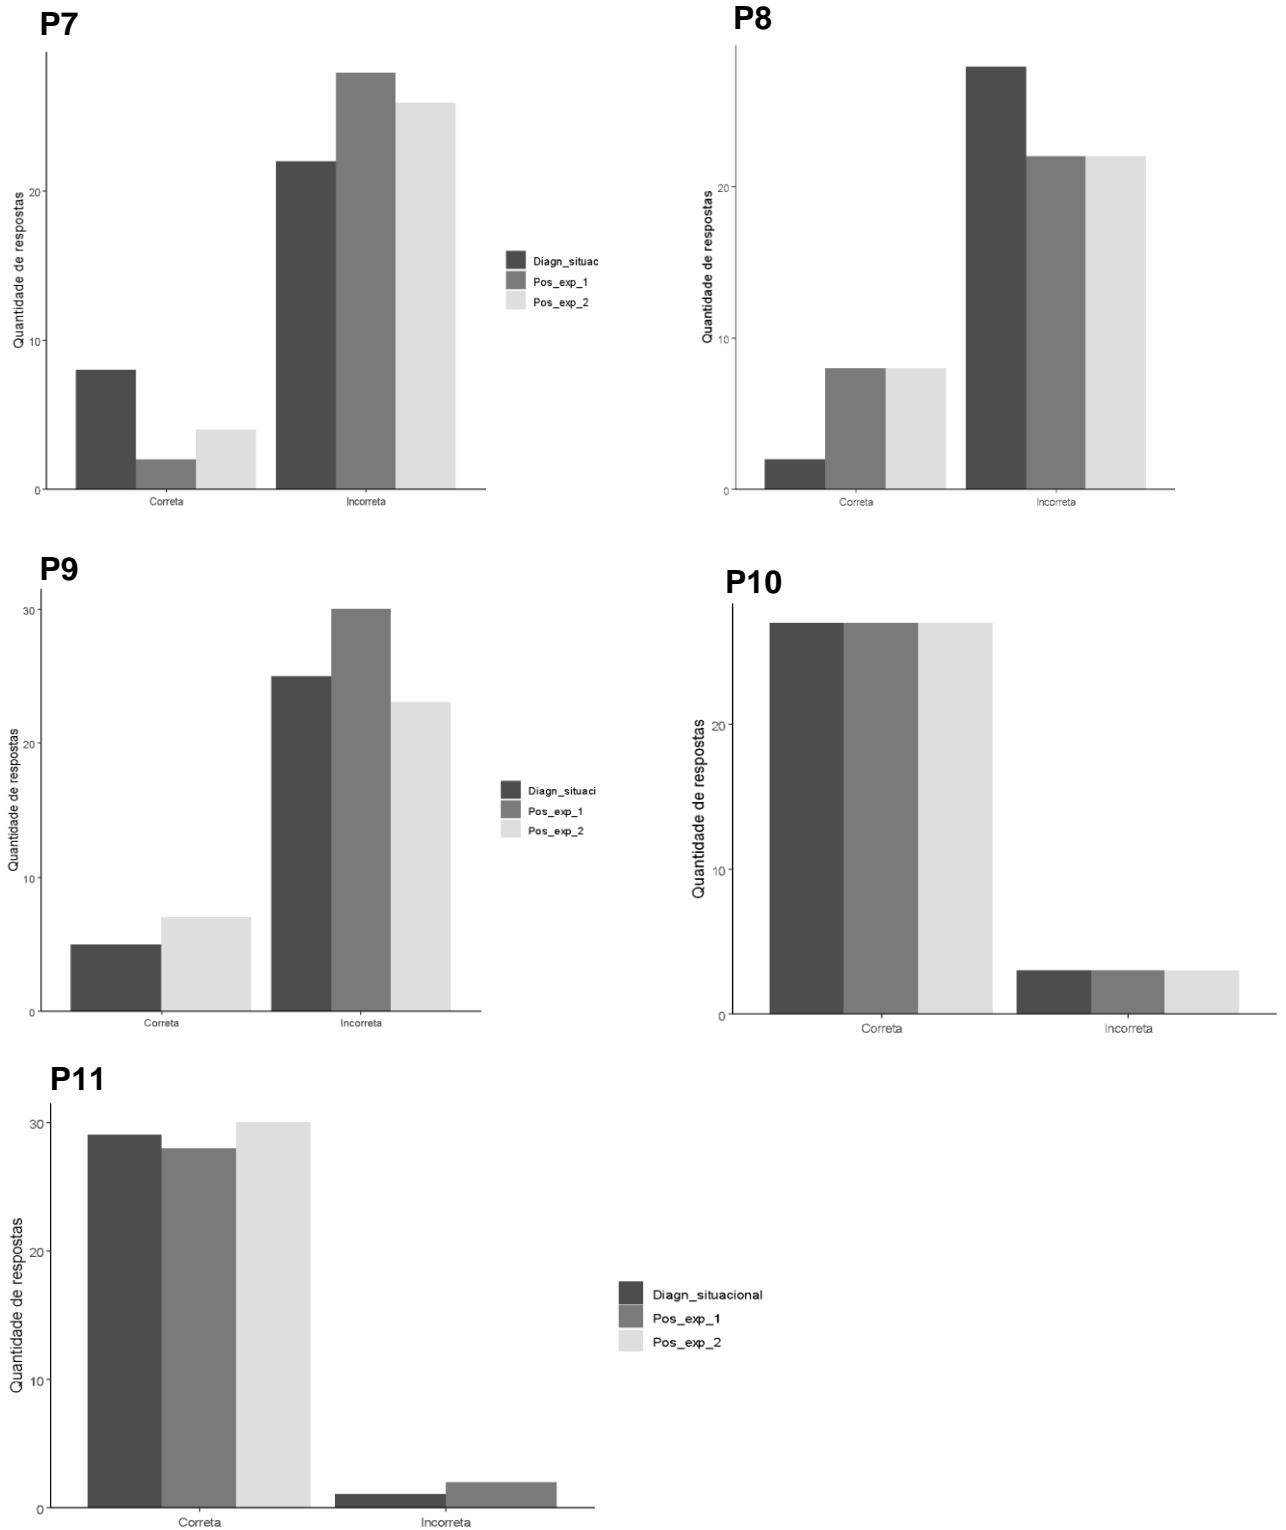 P7
Quantidade de respostas
20
10
0
Correta
Incorreta
Diagn_situac
Pos_exp_1
Pos_exp_2
P8
Quantidade de respostas
20
10
0
Correta
Incorreta
P9
Quantidade de respostas
30
20
10
0
Correta
Incorreta
Diagn_situaci
Pos_exp_1
Pos_exp_2
P10
Quantidade de respostas
20
10
0
Correta
Incorreta
P11
Quantidade de respostas
30
20
10
0
Correta
Incorreta
Diagn_situacional
Pos_exp_1
Pos_exp_2